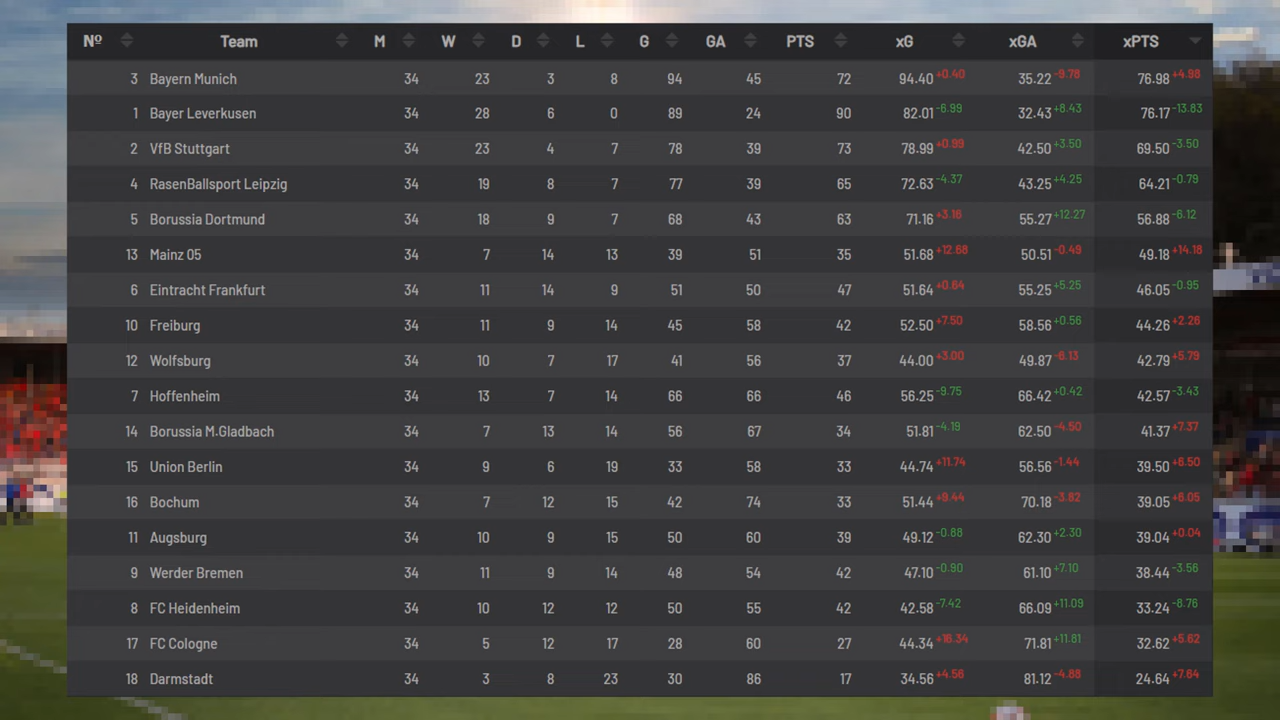 Nº Team M W D L G GA PTS xG xGA xPTS
3 Bayern Munich 34 23 3 8 94 45 72 94.40 +0.40 35.22 -9.78 76.98 +4.98
1 Bayer Leverkusen 34 28 6 0 89 24 90 82.01 -6.99 32.43 +8.43 76.17 -13.83
2 VfB Stuttgart 34 23 4 7 78 39 73 78.99 +0.99 42.50 +3.50 69.50 -3.50
4 RasenBallsport Leipzig 34 19 8 7 77 39 65 72.63 -4.37 43.25 +4.25 64.21 -0.79
5 Borussia Dortmund 34 18 9 7 68 43 63 71.16 +3.16 55.27 +12.27 56.88 -6.12
13 Mainz 05 34 7 14 13 39 51 35 51.68 +12.68 50.51 -0.49 49.18 +14.18
6 Eintracht Frankfurt 34 11 14 9 51 50 47 51.64 +0.64 55.25 +5.25 46.05 -0.95
10 Freiburg 34 11 9 14 45 58 42 52.50 +7.50 58.56 +0.56 44.26 +2.26
12 Wolfsburg 34 10 7 17 41 56 37 44.00 +3.00 49.87 -6.13 42.79 +5.79
7 Hoffenheim 34 13 7 14 66 66 46 56.25 -9.75 66.42 +0.42 42.57 -3.43
14 Borussia M.Gladbach 34 7 13 14 56 67 34 51.81 -4.19 62.50 -4.50 41.37 +7.37
15 Union Berlin 34 9 6 19 33 58 33 44.74 +11.74 56.56 -1.44 39.50 +6.50
16 Bochum 34 7 12 15 42 74 33 51.44 +9.44 70.18 -3.82 39.05 +6.05
11 Augsburg 34 10 9 15 50 60 39 49.12 -0.88 62.30 +2.30 39.04 +0.04
9 Werder Bremen 34 11 9 14 48 54 42 47.10 -0.90 61.10 +7.10 38.44 -3.56
8 FC Heidenheim 34 10 12 12 50 55 42 42.58 -7.42 66.09 +11.09 33.24 -8.76
17 FC Cologne 34 5 12 17 28 60 27 44.34 +16.34 71.81 +11.81 32.62 +5.62
18 Darmstadt 34 3 8 23 30 86 17 34.56 +4.56 81.12 -4.88 24.64 +7.64